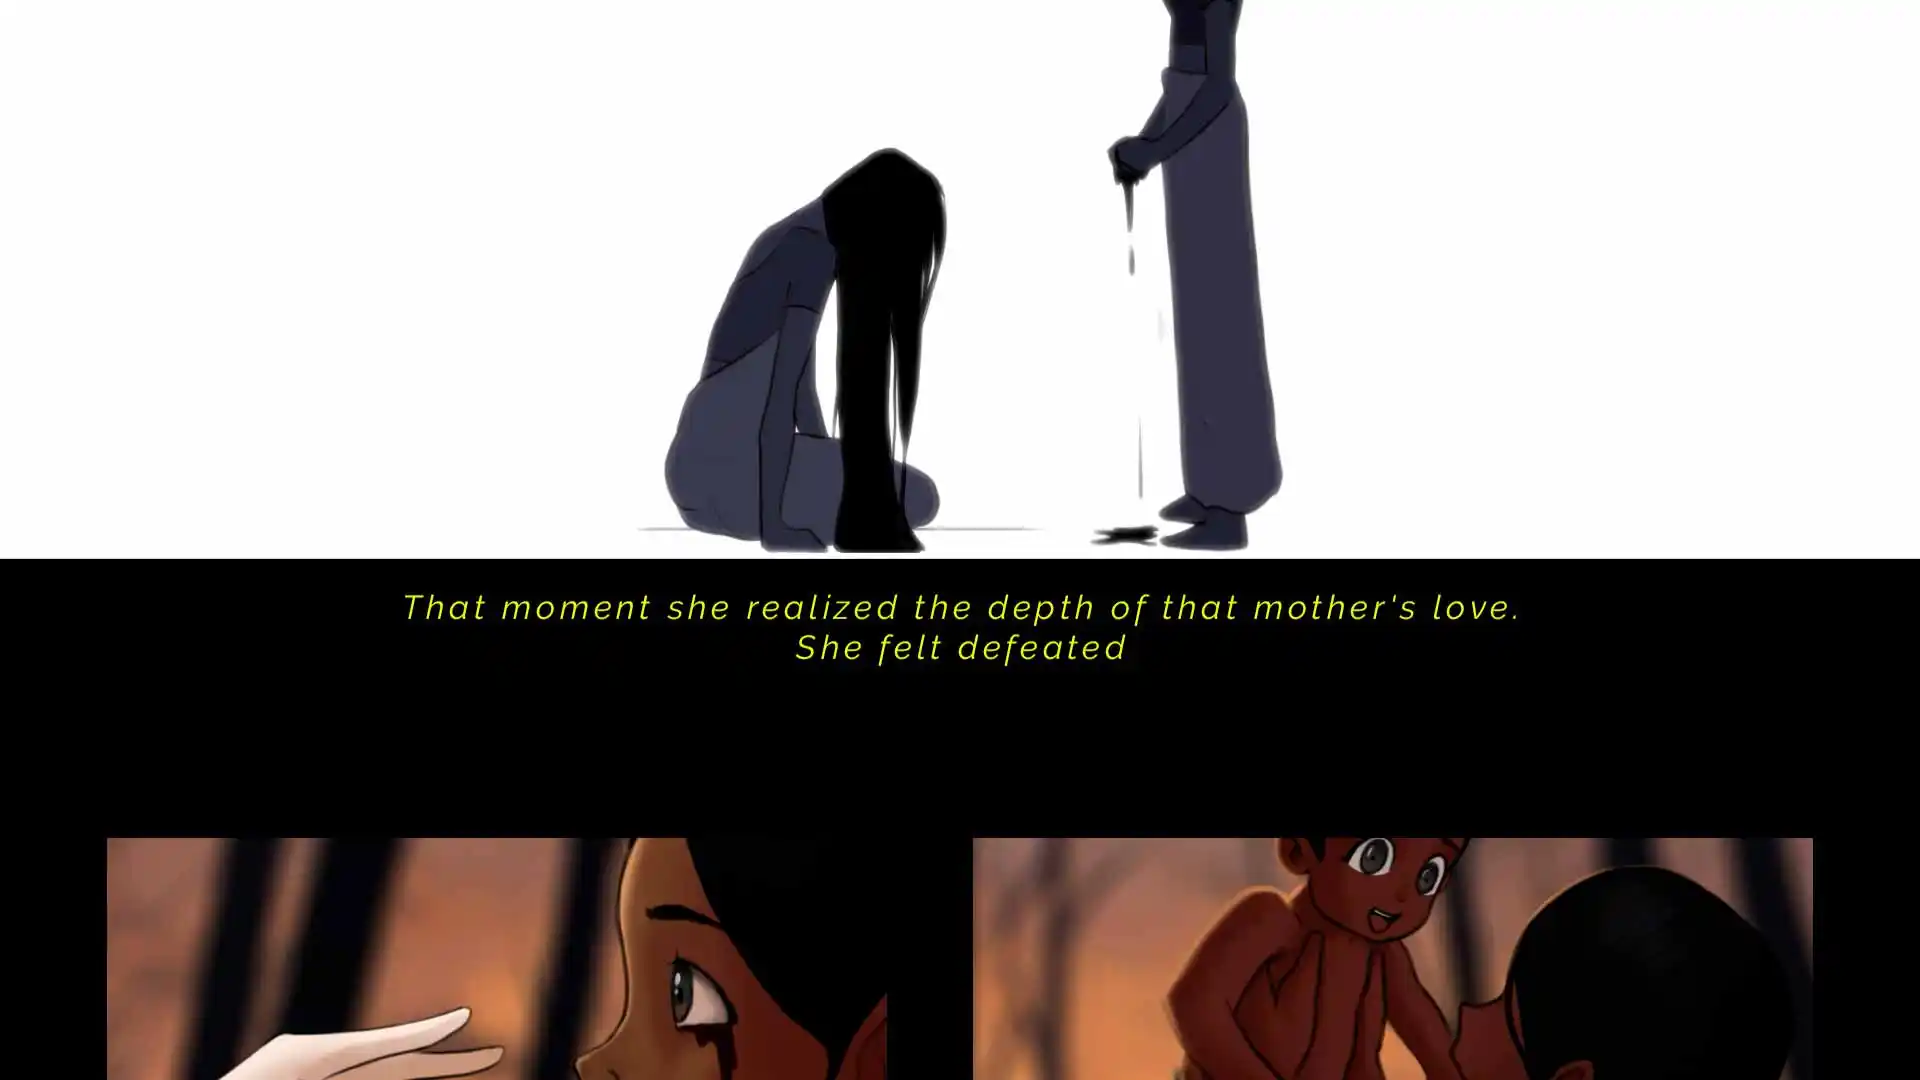 That moment she realized the depth of that mother's love.
She felt defeated